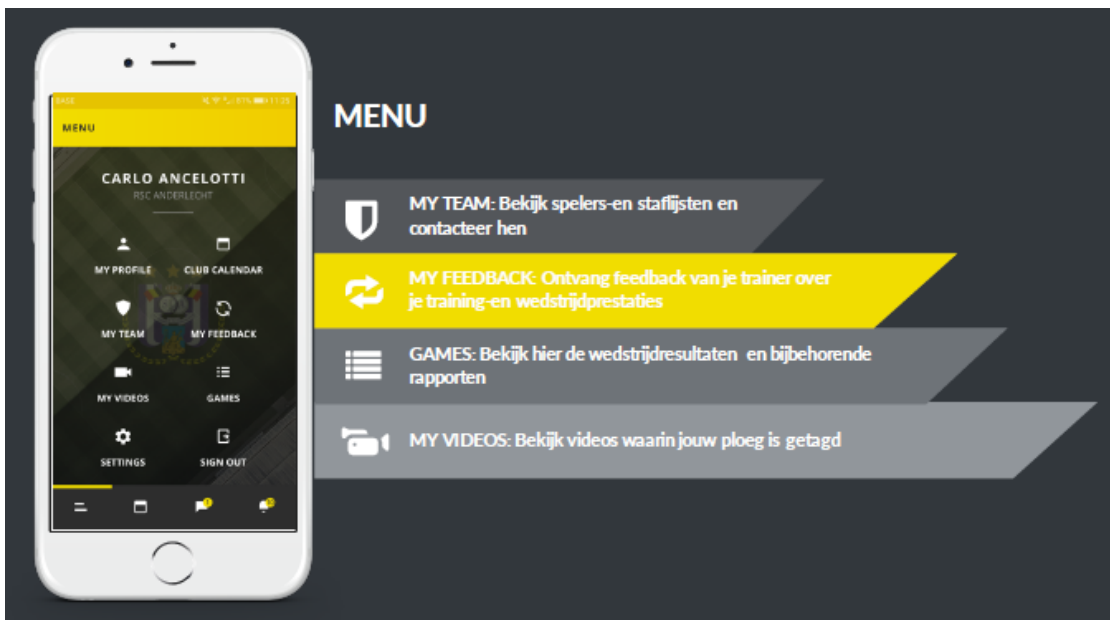 BASE
11:25
MENU
CARLO ANCELOTTI
RSC ANDERLECHT
MY PROFILE
CLUB CALENDAR
MY TEAM
MY FEEDBACK
MY VIDEOS
GAMES
SETTINGS
SIGN OUT
MENU
MY TEAM: Bekijk spelers-en staflijsten en
contacteer hen
MY FEEDBACK: Ontvang feedback van je trainer over
je training-en wedstrijdprestaties
GAMES: Bekijk hier de wedstrijdresultaten en bijbehorende
rapporten
MY VIDEOS: Bekijk videos waarin jouw ploeg is getagd